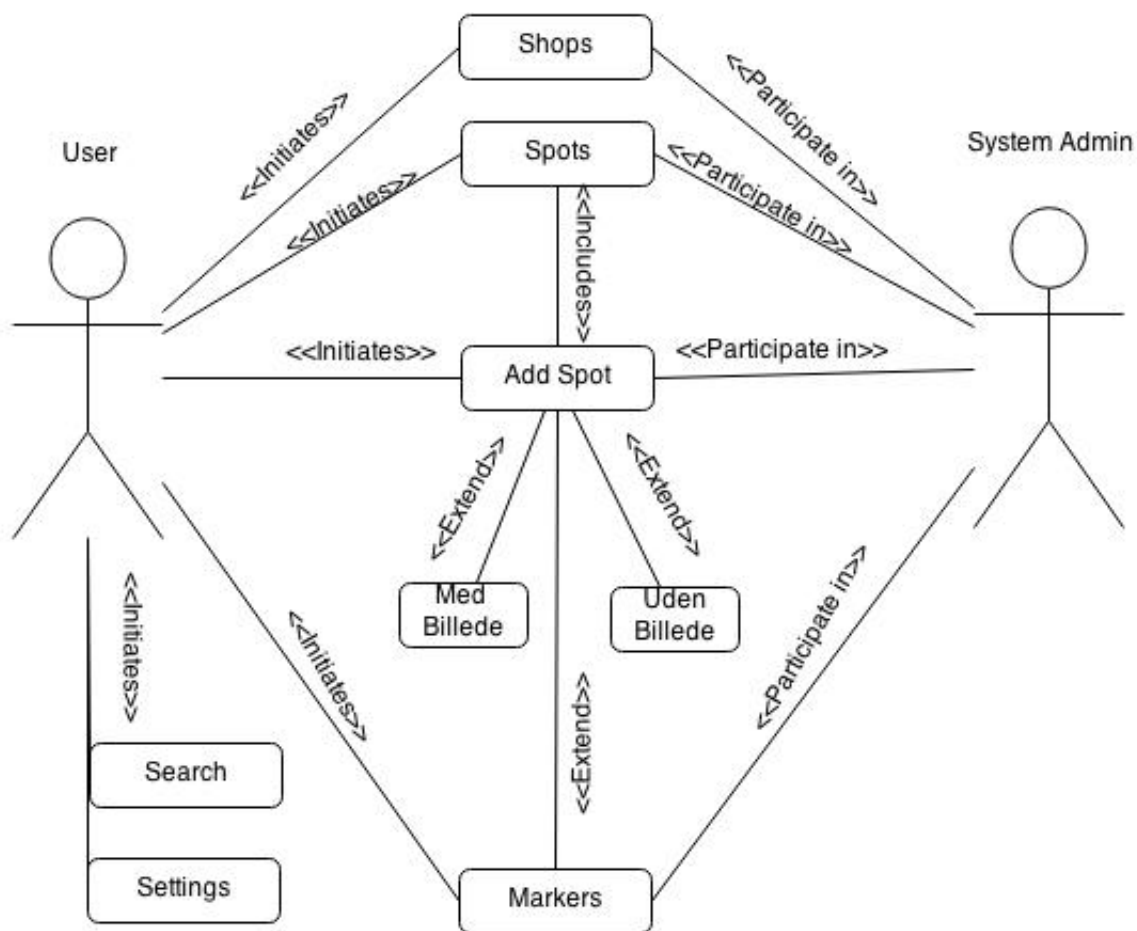 Shops
<<Initiates>>
<<Participate in>>
User
Spots
System Admin
<<Initiates>>
<<Participate in>>
<<Includes>>
<<Initiates>>
Add Spot
<<Participate in>>
<<Extend>>
<<Extend>>
Med
Billede
Uden
Billede
<<Initiates>>
<<Initiates>>
<<Extend>>
<<Participate in>>
Search
Settings
Markers